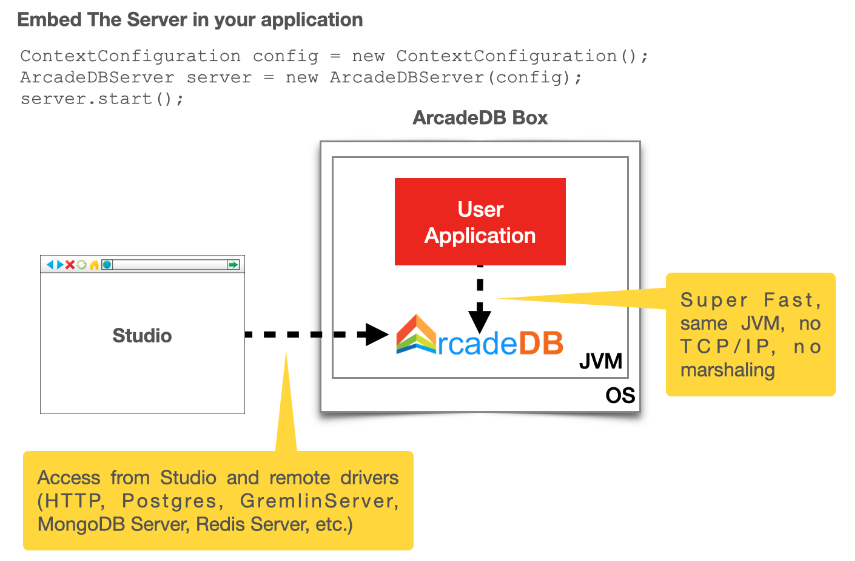 Embed The Server in your application
ContextConfiguration config = new ContextConfiguration();
ArcadeDBServer server = new ArcadeDBServer(config);
server.start();
ArcadeDB Box
User
Application
Studio
ArcadeDB
JVM
OS
Super Fast,
same JVM, no
TCP/IP, no
marshaling
Access from Studio and remote drivers
(HTTP, Postgres, GremlinServer,
MongoDB Server, Redis Server, etc.)